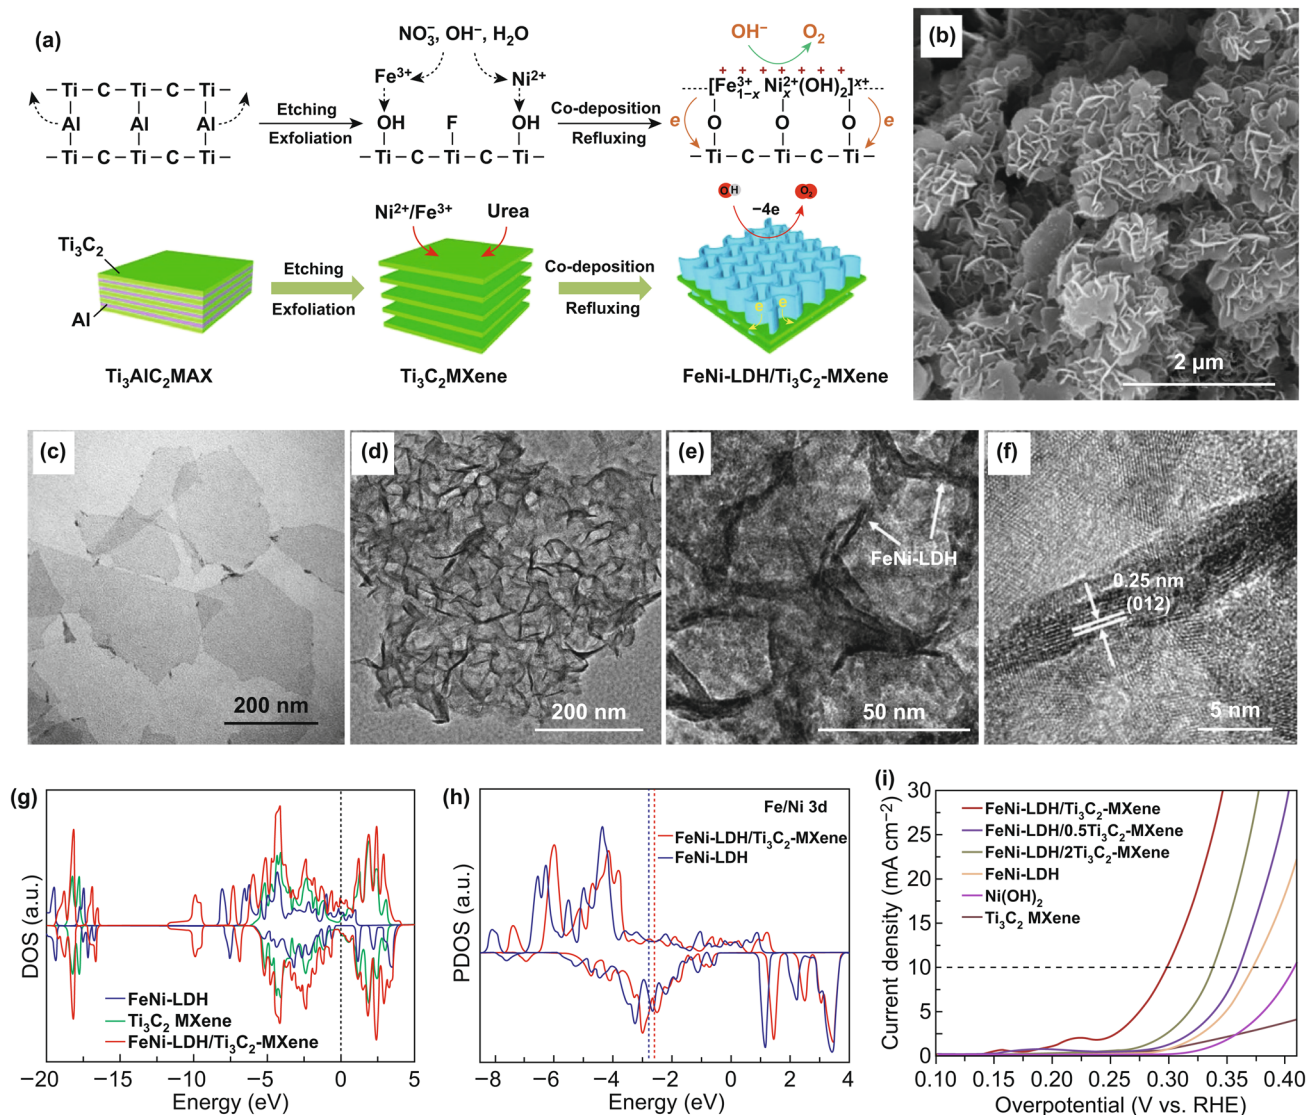 (a)
NO₃⁻, OH⁻, H₂O
Fe³⁺ Ni²⁺
– Ti – C – Ti – C – Ti –
Al Al Al
– Ti – C – Ti – C – Ti –
Etching
Exfoliation
OH F OH
– Ti – C – Ti – C – Ti –
Co-deposition
Refluxing
OH⁻ O₂
+ + + + + + + +
[Fe³⁺₁₋ₓ Ni²⁺ₓ(OH)₂]ˣ⁺
e O O O e
– Ti – C – Ti – C – Ti –
Ti₃C₂
Al
Ti₃AlC₂MAX
Etching
Exfoliation
Ni²⁺/Fe³⁺ Urea
Ti₃C₂MXene
Co-deposition
Refluxing
O H O₂
−4e
e e
FeNi-LDH/Ti₃C₂-MXene
(b)
2 µm
(c)
200 nm
(d)
200 nm
(e)
FeNi-LDH
50 nm
(f)
0.25 nm
(012)
5 nm
(g)
DOS (a.u.)
FeNi-LDH
Ti₃C₂ MXene
FeNi-LDH/Ti₃C₂-MXene
−20 −15 −10 −5 0 5
Energy (eV)
(h)
PDOS (a.u.)
Fe/Ni 3d
FeNi-LDH/Ti₃C₂-MXene
FeNi-LDH
−8 −6 −4 −2 0 2 4
Energy (eV)
(i)
Current density (mA cm⁻²)
30
25
20
15
10
5
0
FeNi-LDH/Ti₃C₂-MXene
FeNi-LDH/0.5Ti₃C₂-MXene
FeNi-LDH/2Ti₃C₂-MXene
FeNi-LDH
Ni(OH)₂
Ti₃C₂ MXene
0.10 0.15 0.20 0.25 0.30 0.35 0.40
Overpotential (V vs. RHE)